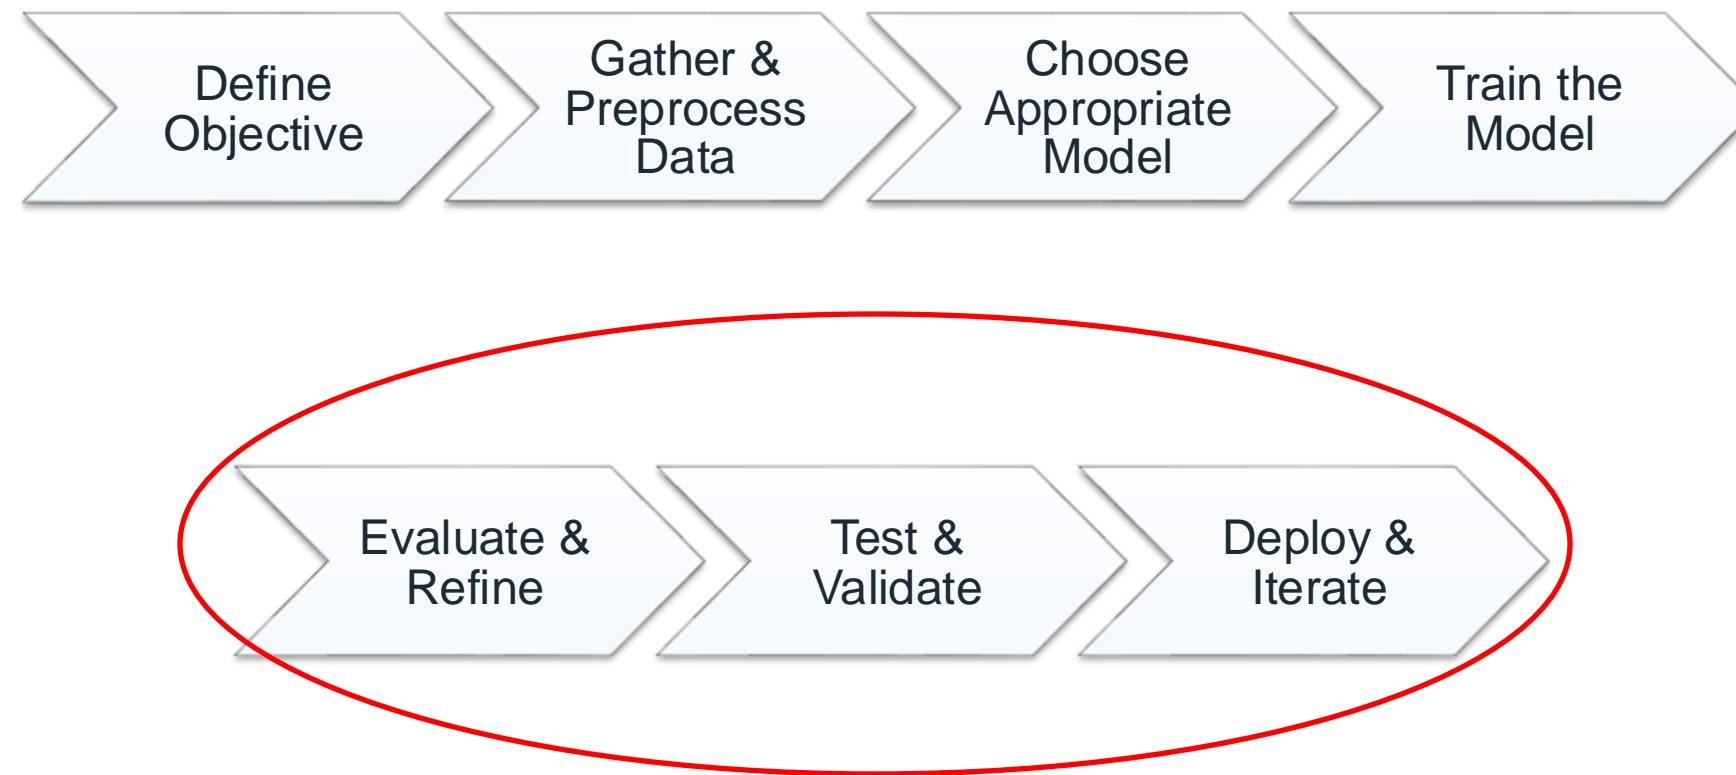 Define
Objective
Gather &
Preprocess
Data
Choose
Appropriate
Model
Train the
Model
Evaluate &
Refine
Test &
Validate
Deploy &
Iterate